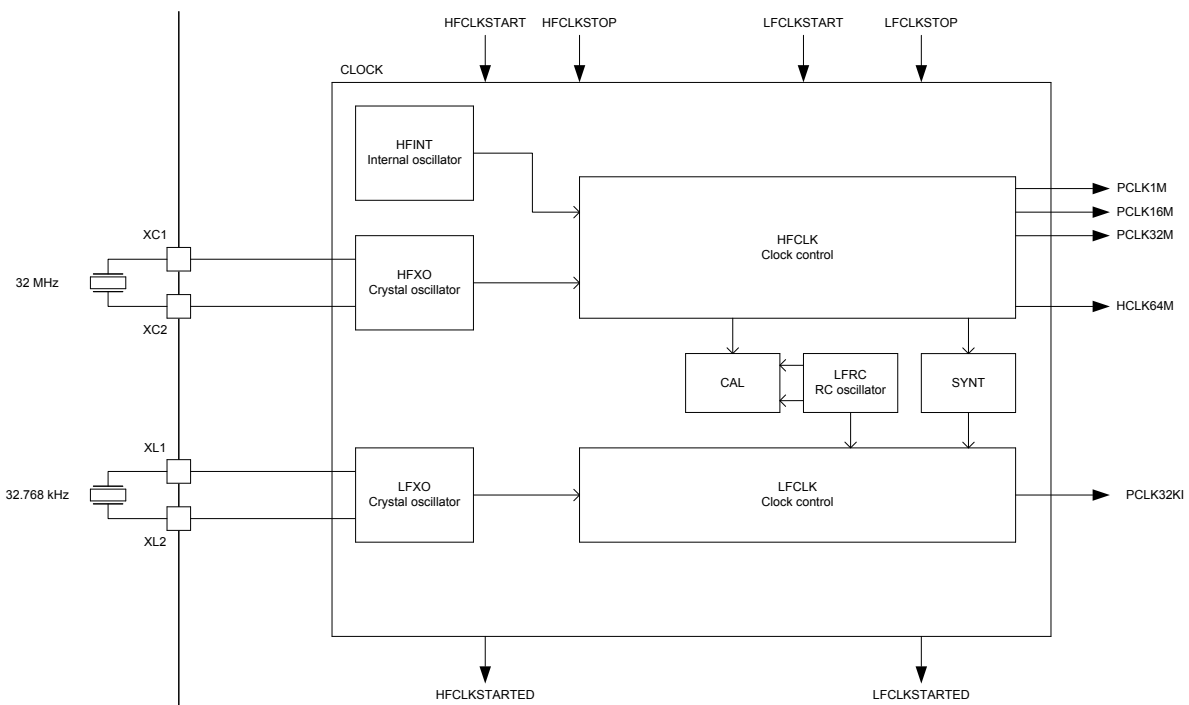 HFCLKSTART
HFCLKSTOP
LFCLKSTART
LFCLKSTOP
CLOCK
HFINT
Internal oscillator
PCLK1M
PCLK16M
PCLK32M
HFCLK
Clock control
XC1
HFXO
Crystal oscillator
32 MHz
XC2
HCLK64M
CAL
LFRC
RC oscillator
SYNT
XL1
LFXO
Crystal oscillator
LFCLK
Clock control
32.768 kHz
PCLK32KI
XL2
HFCLKSTARTED
LFCLKSTARTED